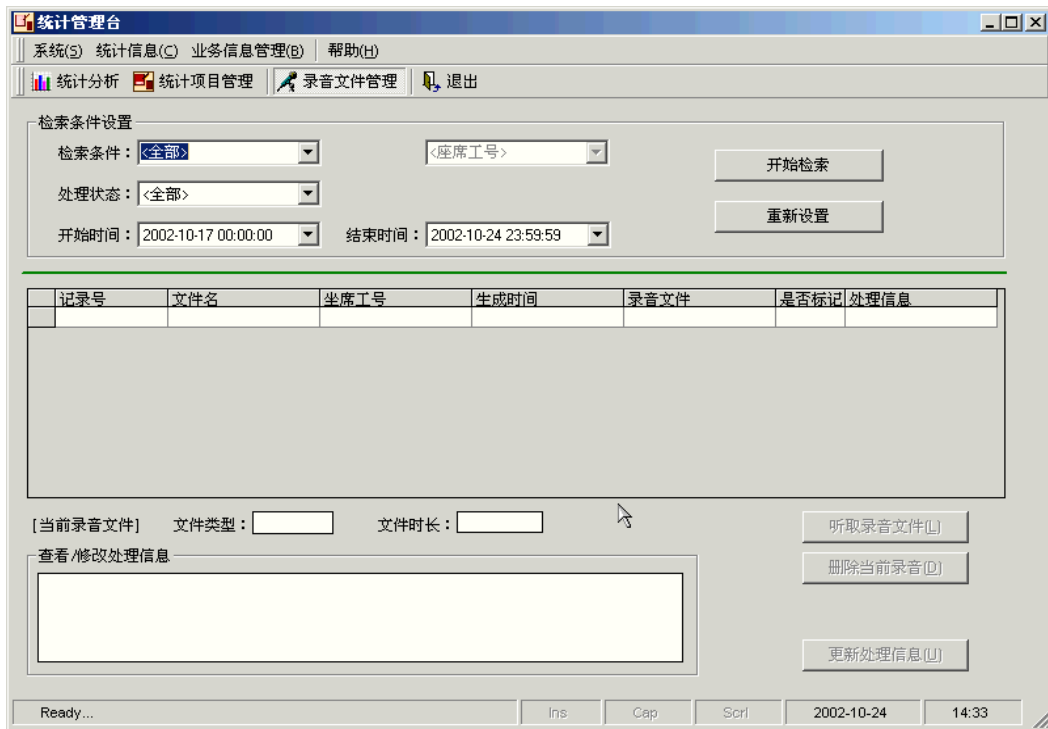 统计管理台
系统(S) 统计信息(C) 业务信息管理(B) 帮助(H)
统计分析 统计项目管理 录音文件管理 退出
检索条件设置
检索条件： <全部> <座席工号> 开始检索
处理状态： <全部>
重新设置
开始时间： 2002-10-17 00:00:00 结束时间： 2002-10-24 23:59:59
记录号 文件名 坐席工号 生成时间 录音文件 是否标记 处理信息
[当前录音文件] 文件类型： 文件时长： 听取录音文件(L)
查看/修改处理信息
删除当前录音(D)
更新处理信息(U)
Ready... Ins Cap Scrl 2002-10-24 14:33